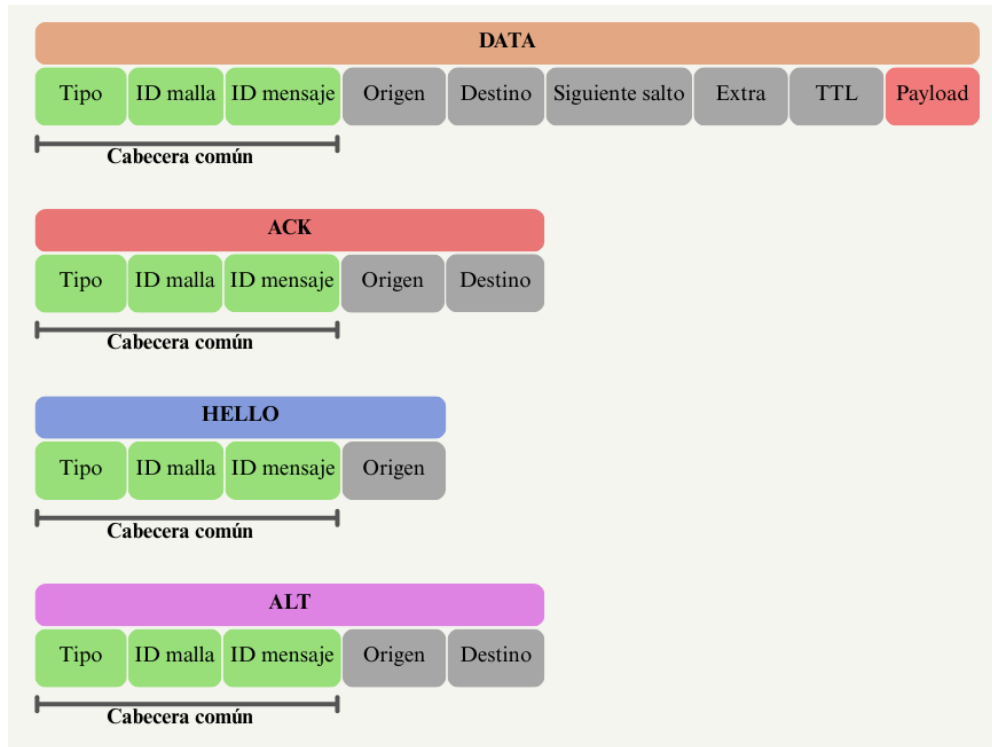 DATA
Tipo ID malla ID mensaje Origen Destino Siguiente salto Extra TTL Payload
Cabecera común
ACK
Tipo ID malla ID mensaje Origen Destino
Cabecera común
HELLO
Tipo ID malla ID mensaje Origen
Cabecera común
ALT
Tipo ID malla ID mensaje Origen Destino
Cabecera común